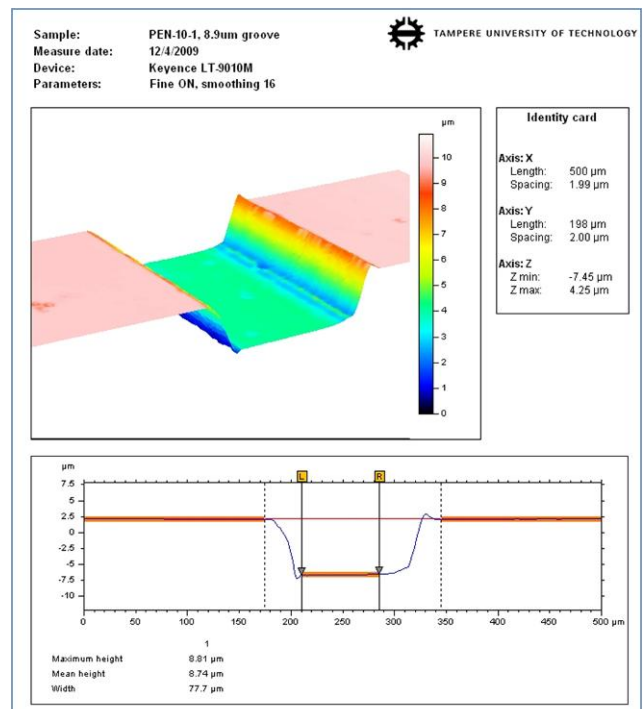 Sample: PEN-10-1, 8.9um groove
Measure date: 12/4/2009
Device: Keyence LT-9010M
Parameters: Fine ON, smoothing 16
TAMPERE UNIVERSITY OF TECHNOLOGY
µm
10
9
8
7
6
5
4
3
2
1
0
Identity card
Axis: X
Length: 500 µm
Spacing: 1.99 µm
Axis: Y
Length: 198 µm
Spacing: 2.00 µm
Axis: Z
Z min: -7.45 µm
Z max: 4.25 µm
µm
L R
7.5
5
2.5
0
-2.5
-5
-7.5
-10
0 50 100 150 200 250 300 350 400 450 500 µm
1
Maximum height 8.81 µm
Mean height 8.74 µm
Width 77.7 µm